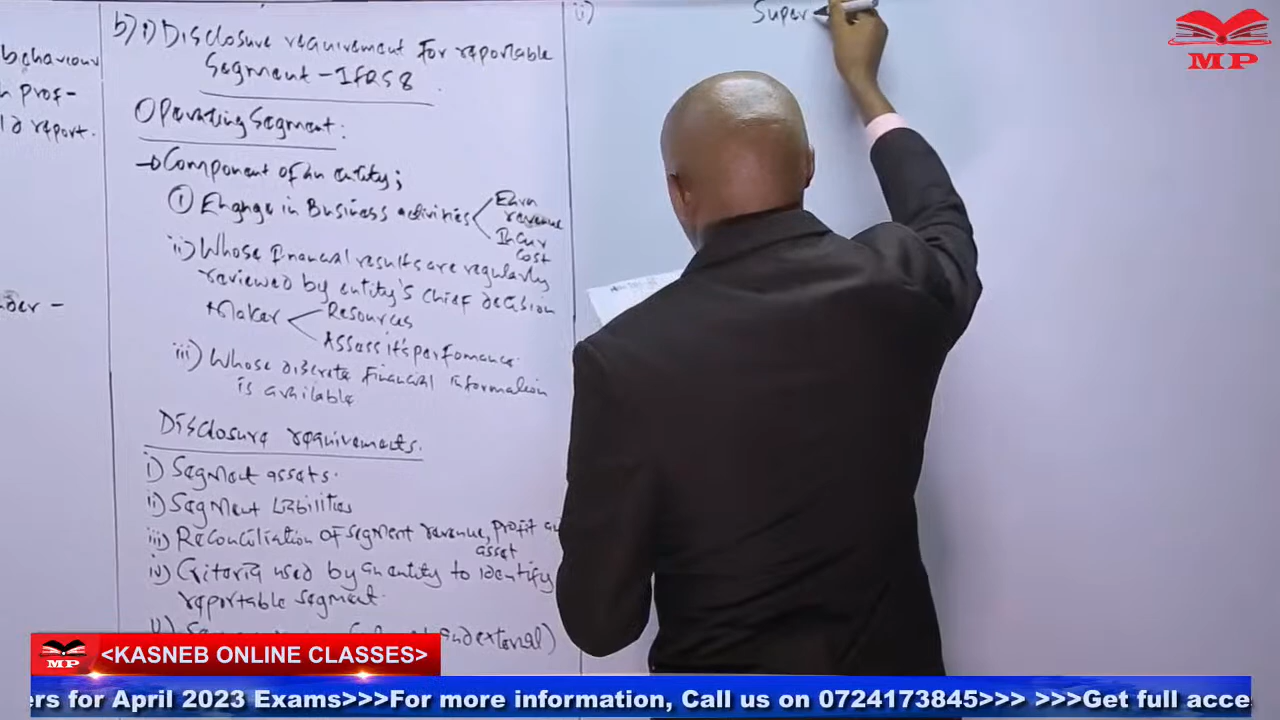 behaviour
prof-
report.
der -
b) i) Disclosure requirement for reportable
Segment - IFRS 8
Operating Segment:
Component of an entity;
① Engage in Business activities
Earn
revenue
Incur
cost
ii) Whose financial results are regularly
reviewed by entity's chief decision
Maker
Resources
Assess it's perfomance.
iii) Whose discrete financial information
is available
Disclosure requirements.
i) Segment assets.
ii) Segment Liabilities
iii) Reconciliation of segment revenue, profit
asset
iv) Criteria used by an entity to identify
reportable segment.
v) and external)
ii)
Super
MP
MP
<KASNEB ONLINE CLASSES>
ers for April 2023 Exams>>>For more information, Call us on 0724173845>>> >>>Get full acce